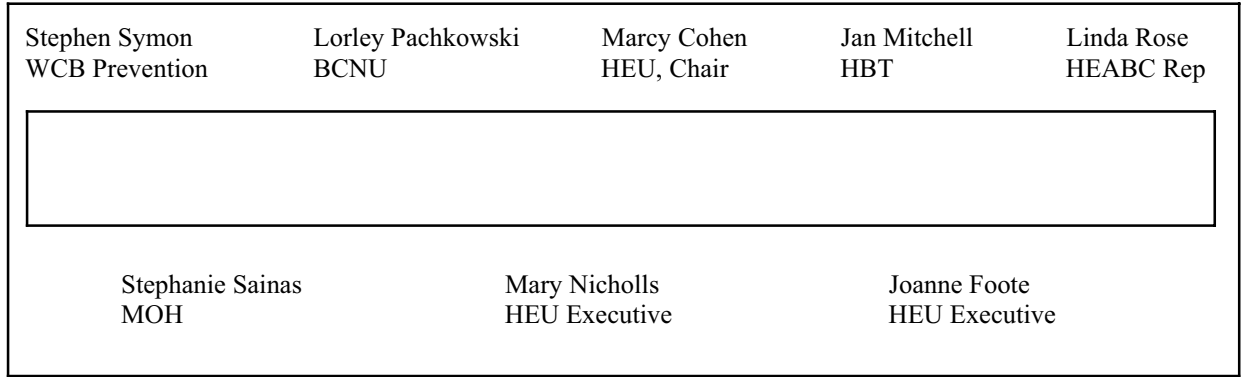 Stephen Symon Lorley Pachkowski Marcy Cohen Jan Mitchell Linda Rose
WCB Prevention BCNU HEU, Chair HBT HEABC Rep
Stephanie Sainas Mary Nicholls Joanne Foote
MOH HEU Executive HEU Executive